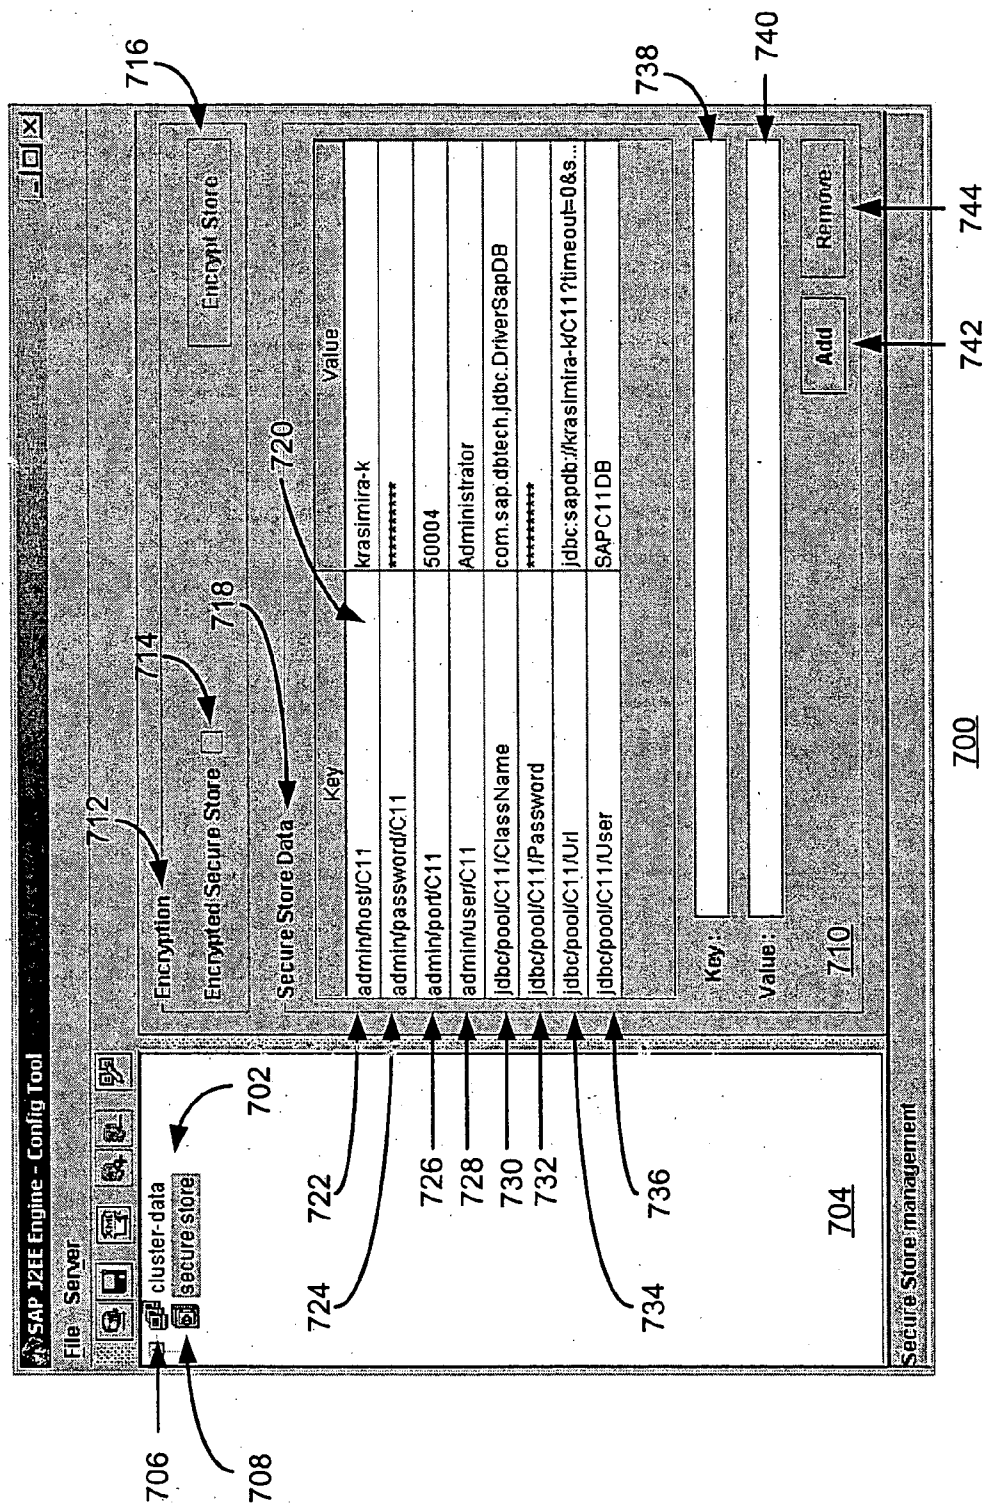 SAP J2EE Engine - Config Tool
File Server
cluster-data
secure store
702
704
706
708
Encryption
712
Encrypted Secure Store
714
Encrypt Store
716
Secure Store Data
718
720
Key Value
admin/host/C11 krasimira-k
admin/password/C11 *********
admin/port/C11 50004
admin/user/C11 Administrator
jdbc/pool/C11/ClassName com.sap.dbtech.jdbc.DriverSapDB
jdbc/pool/C11/Password *********
jdbc/pool/C11/Url jdbc:sapdb://krasimira-k/C11?timeout=0&s...
jdbc/pool/C11/User SAPC11DB
722
724
726
728
730
732
734
736
Key:
738
Value:
740
710
Add
Remove
742
744
Secure Store management
700